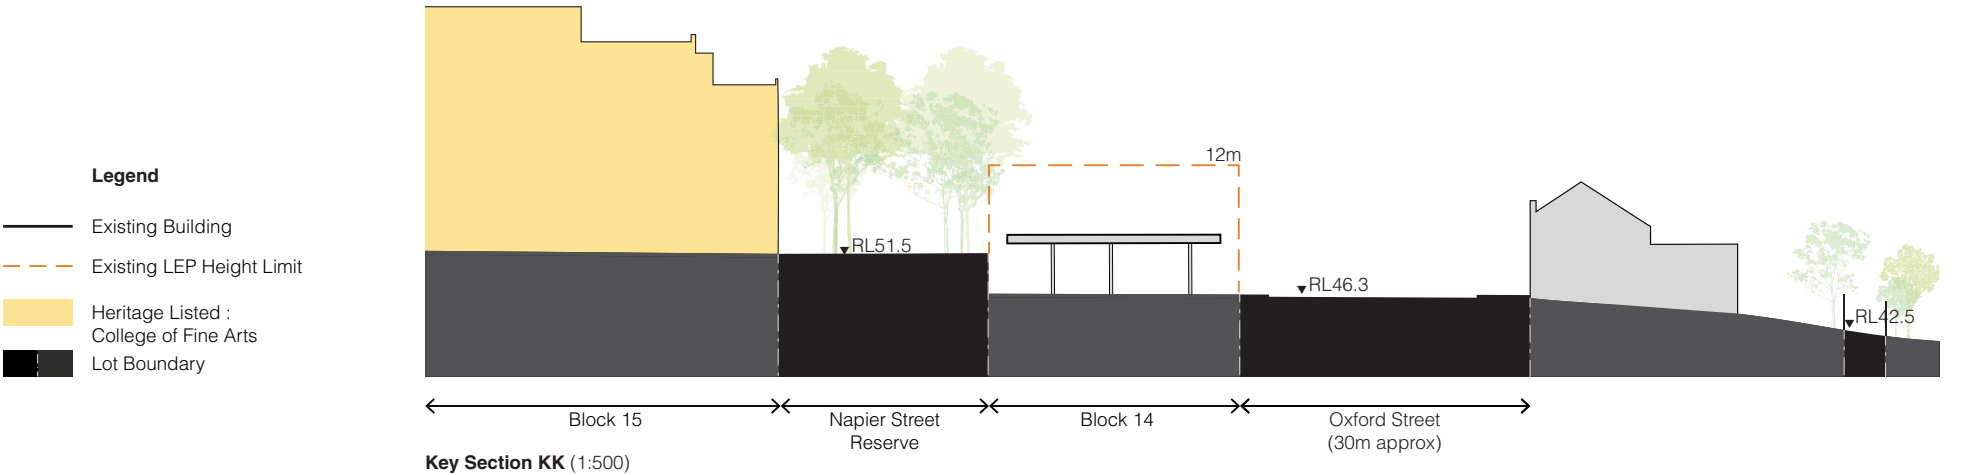 Legend
Existing Building
Existing LEP Height Limit
Heritage Listed :
College of Fine Arts
Lot Boundary
12m
RL51.5
RL46.3
RL42.5
Block 15
Napier Street
Reserve
Block 14
Oxford Street
(30m approx)
Key Section KK (1:500)